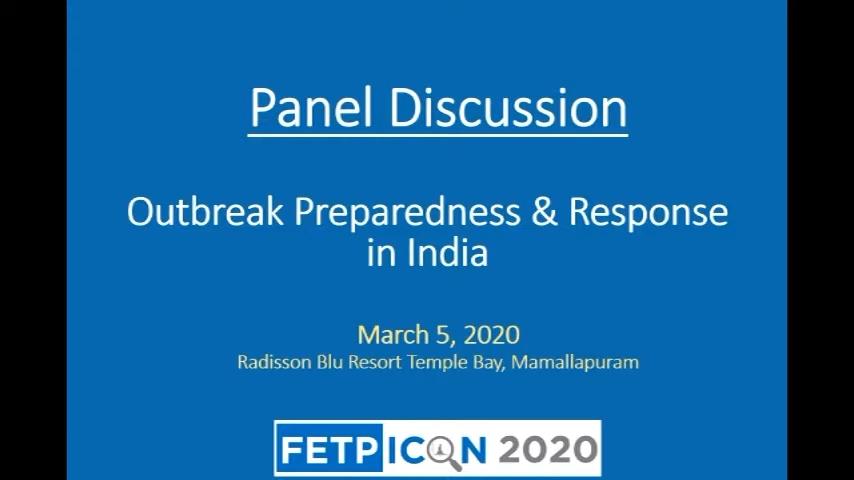 Panel Discussion
Outbreak Preparedness & Response
in India
March 5, 2020
Radisson Blu Resort Temple Bay, Mamallapuram
FETPICON 2020